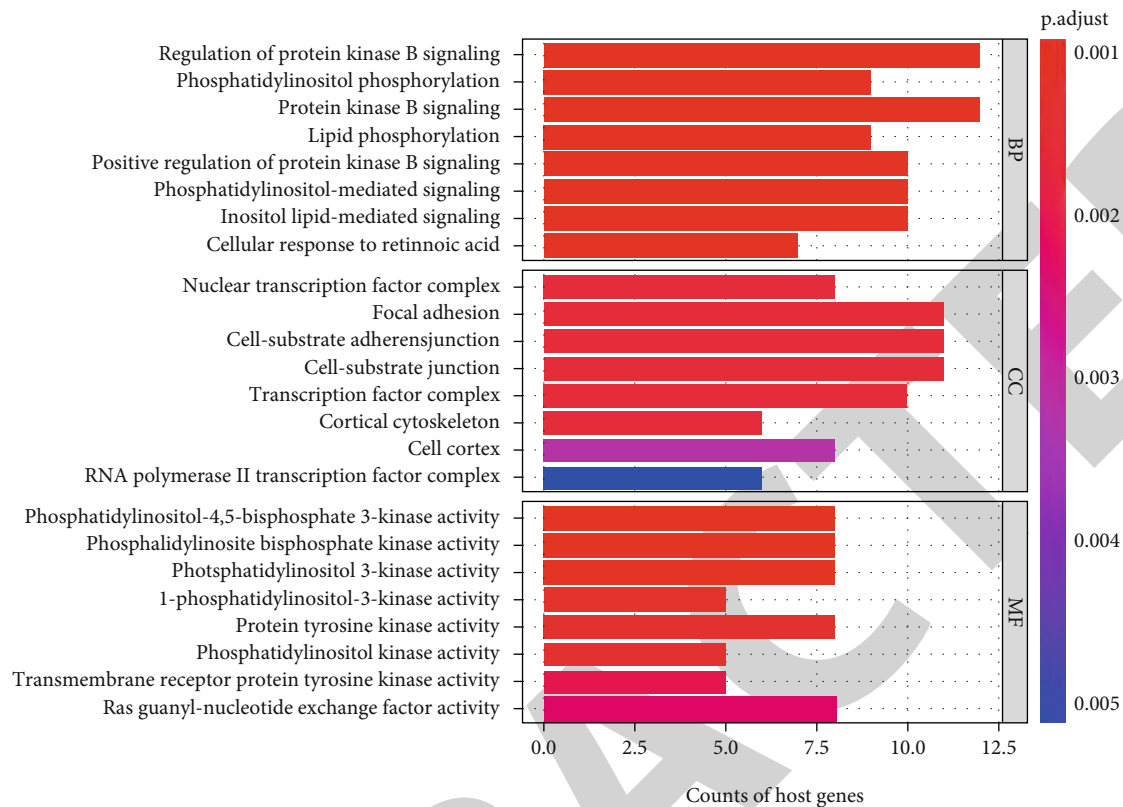 p.adjust
Regulation of protein kinase B signaling
Phosphatidylinositol phosphorylation
Protein kinase B signaling
Lipid phosphorylation
Positive regulation of protein kinase B signaling
Phosphatidylinositol-mediated signaling
Inositol lipid-mediated signaling
Cellular response to retinnoic acid
BP
Nuclear transcription factor complex
Focal adhesion
Cell-substrate adherensjunction
Cell-substrate junction
Transcription factor complex
Cortical cytoskeleton
Cell cortex
RNA polymerase II transcription factor complex
CC
Phosphatidylinositol-4,5-bisphosphate 3-kinase activity
Phosphalidylinosite bisphosphate kinase activity
Photsphatidylinositol 3-kinase activity
1-phosphatidylinositol-3-kinase activity
Protein tyrosine kinase activity
Phosphatidylinositol kinase activity
Transmembrane receptor protein tyrosine kinase activity
Ras guanyl-nucleotide exchange factor activity
MF
0.001
0.002
0.003
0.004
0.005
0.0 2.5 5.0 7.5 10.0 12.5
Counts of host genes